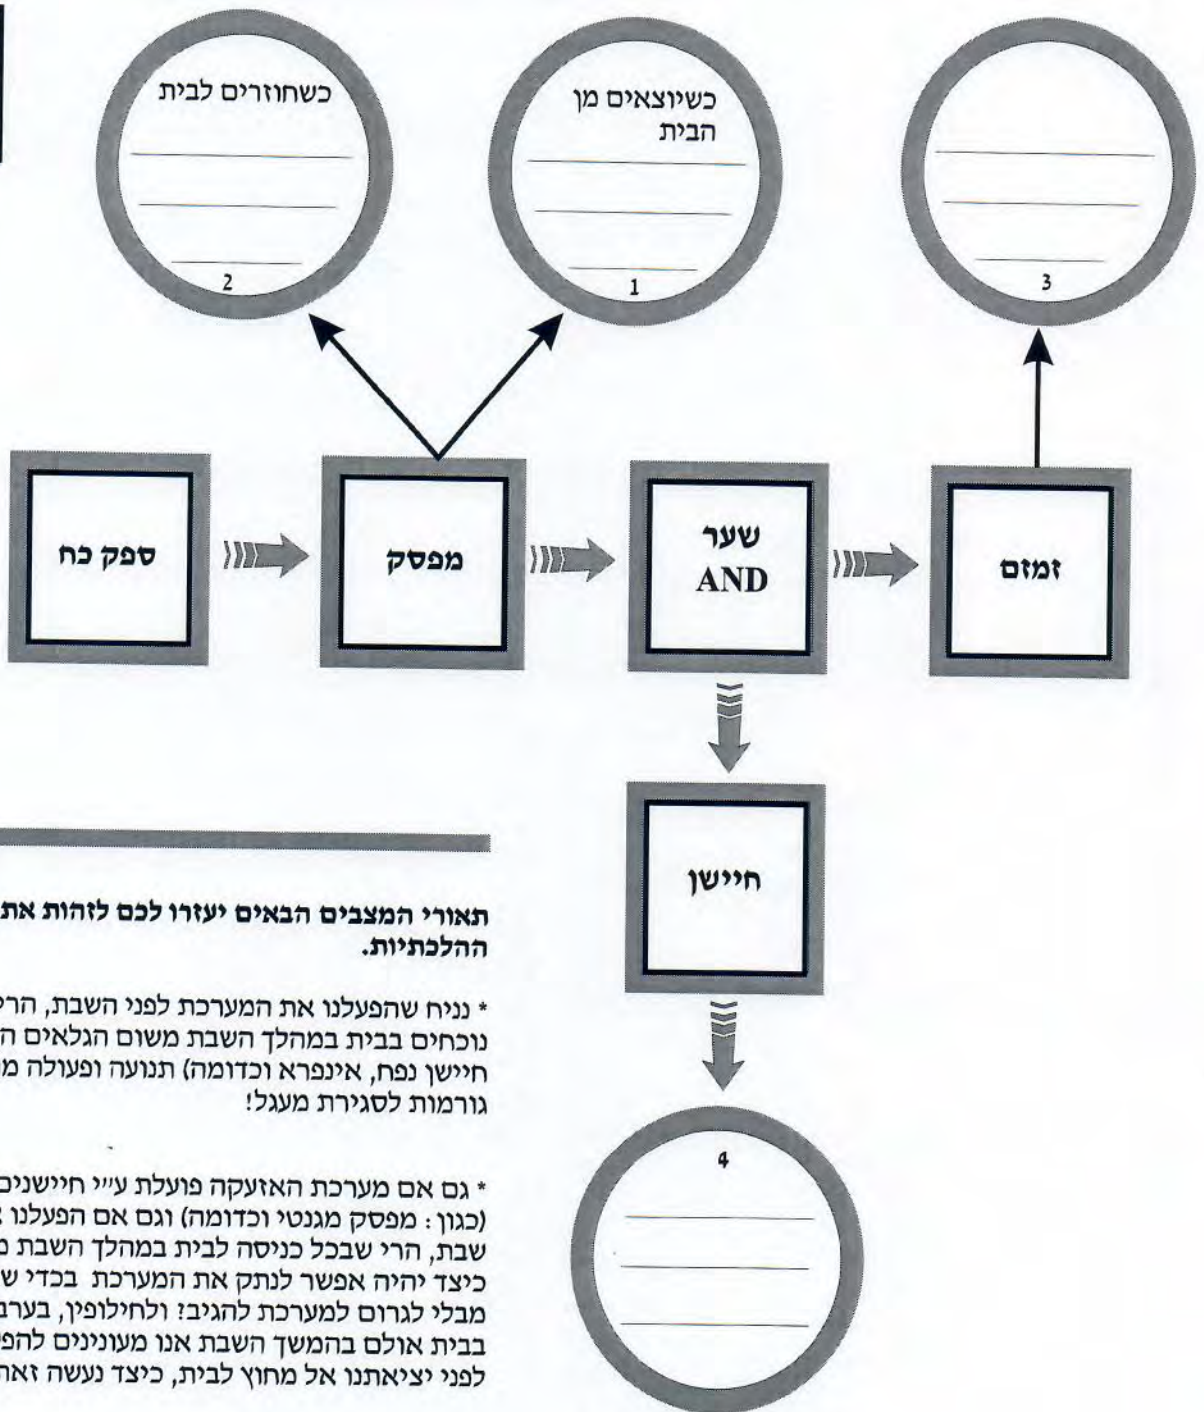 כשחוזרים לבית
2
כשיוצאים מן
הבית
1
3
ספק כח
מפסק
שער
AND
זמזם
חיישן
4
תאורי המצבים הבאים יעזרו לכם לזהות את
ההלכתיות.
* נניח שהפעלנו את המערכת לפני השבת,
נוכחים בבית במהלך השבת משום הגלאים
חיישן נפח, אינפרא וכדומה) תנועה ופעולה
גורמות לסגירת מעגל!
* גם אם מערכת האזעקה פועלת ע״י חיישנים
(כגון: מפסק מגנטי וכדומה) וגם אם הפעלנו
שבת, הרי שבכל כניסה לבית במהלך השבת
כיצד יהיה אפשר לנתק את המערכת בכדי
מבלי לגרום למערכת להגיב? ולחילופין,
בבית אולם בהמשך השבת אנו מעונינים
לפני יציאתנו אל מחוץ לבית, כיצד נעשה זאת